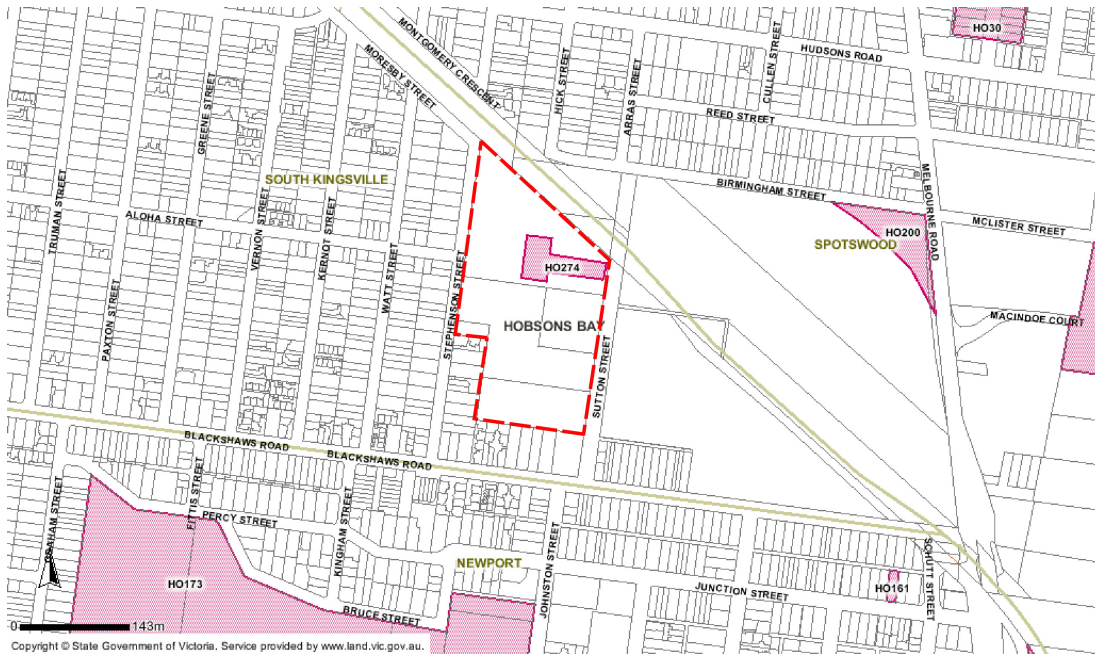 HO30
HUDSONS ROAD
MONTGOMERY CRESCENT
MORESBY STREET
HICK STREET
CULLEN STREET
ARRAS STREET
GREENE STREET
REED STREET
SOUTH KINGSVILLE
BIRMINGHAM STREET
MELBOURNE ROAD
TRUMAN STREET
ALOHA STREET
VERNON STREET
KERNOT STREET
WATT STREET
STEPHENSON STREET
MCLISTER STREET
HO200
SPOTSWOOD
HO274
PAXTON STREET
HOBSONS BAY
MACINDOE COURT
SUTTON STREET
BLACKSHAWS ROAD
BLACKSHAWS ROAD
FITTIS STREET
GRAHAM STREET
PERCY STREET
KINGHAM STREET
JOHNSTON STREET
SCHUTT STREET
NEWPORT
HO173
JUNCTION STREET
HO161
BRUCE STREET
0
143m
Copyright © State Government of Victoria. Service provided by www.land.vic.gov.au.